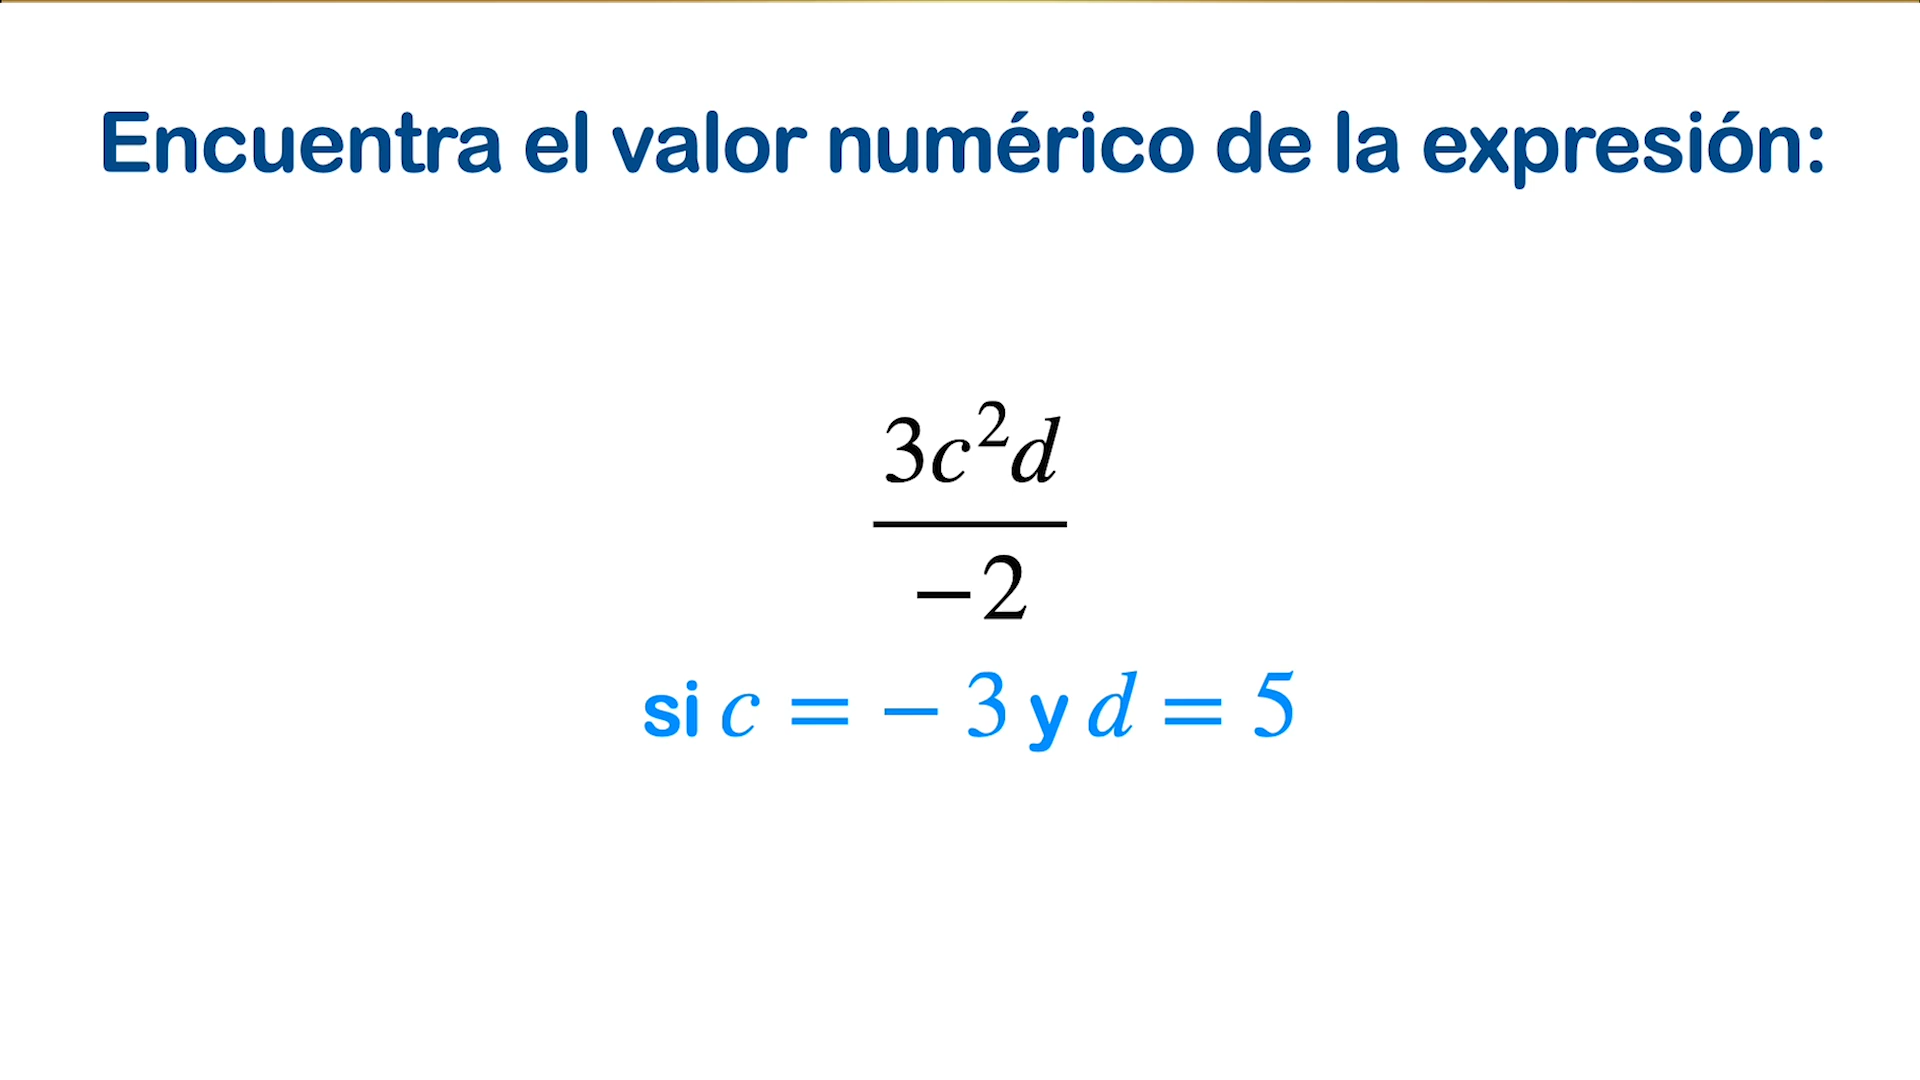 Encuentra el valor numérico de la expresión:
3c²d
−2
si c = − 3 y d = 5